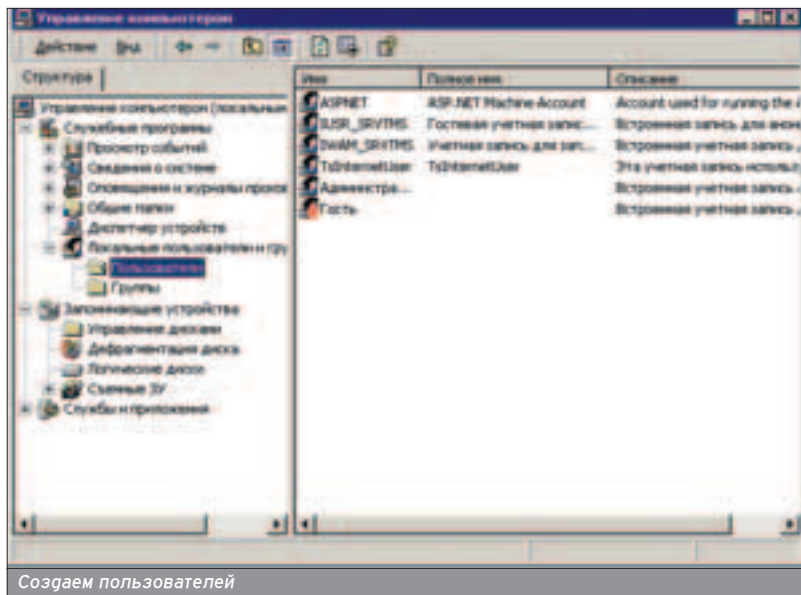 Управление компьютером
Действие Вид
Структура
Управление компьютером (локальным
Служебные программы
Просмотр событий
Сведения о системе
Оповещения и журналы произв
Общие папки
Диспетчер устройств
Локальные пользователи и гру
Пользователи
Группы
Запоминающие устройства
Управление дисками
Дефрагментация диска
Логические диски
Съемные ЗУ
Службы и приложения
Имя Полное имя Описание
ASPNET ASP.NET Machine Account Account used for running the A
IUSR_SRVTMS Гостевая учетная запис... Встроенная запись для анон
IWAM_SRVTMS Учетная запись для зап... Встроенная учетная запись
TsInternetUser TsInternetUser Эта учетная запись использу
Администра... Встроенная учетная запись
Гость Встроенная учетная запись
Создаем пользователей